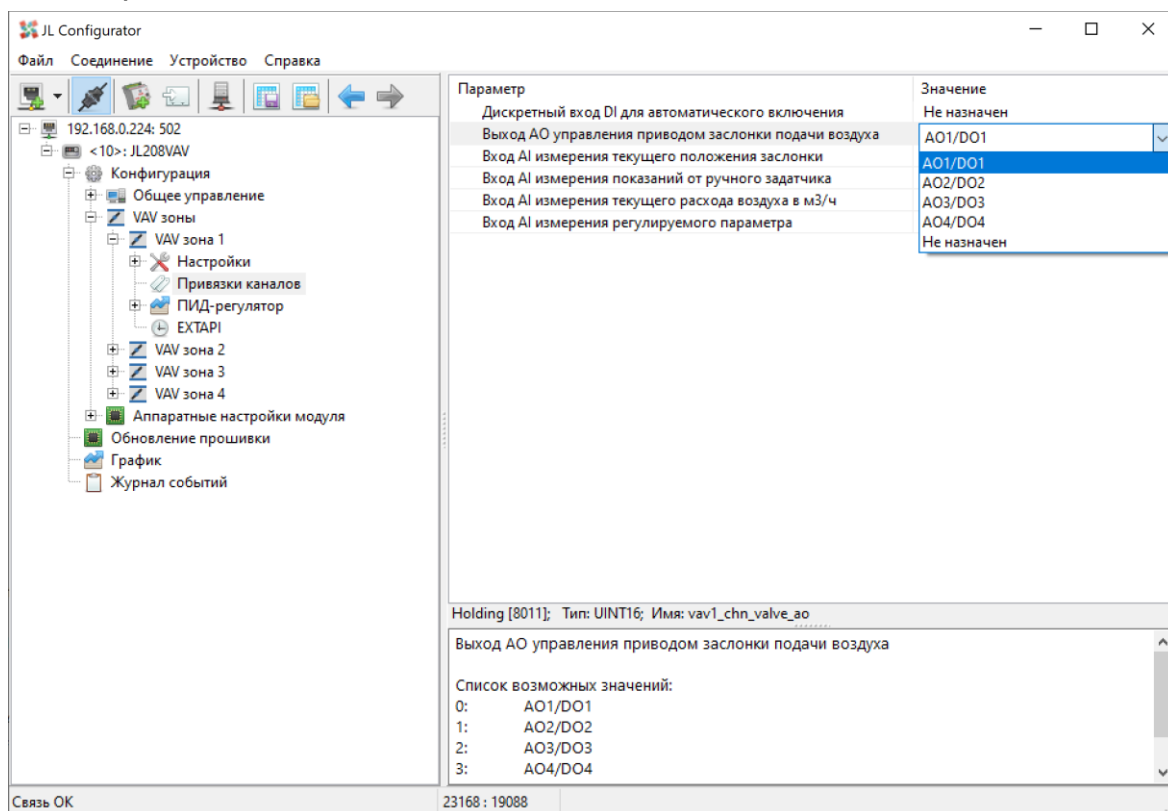 JL Configurator
Файл Соединение Устройство Справка
192.168.0.224: 502
<10>: JL208VAV
Конфигурация
Общее управление
VAV зоны
VAV зона 1
Настройки
Привязки каналов
ПИД-регулятор
EXTAPI
VAV зона 2
VAV зона 3
VAV зона 4
Аппаратные настройки модуля
Обновление прошивки
График
Журнал событий
Параметр Значение
Дискретный вход DI для автоматического включения Не назначен
Выход AO управления приводом заслонки подачи воздуха AO1/DO1
Вход AI измерения текущего положения заслонки
Вход AI измерения показаний от ручного задатчика
Вход AI измерения текущего расхода воздуха в м3/ч
Вход AI измерения регулируемого параметра
AO1/DO1
AO2/DO2
AO3/DO3
AO4/DO4
Не назначен
Holding [8011]; Тип: UINT16; Имя: vav1_chn_valve_ao
Выход AO управления приводом заслонки подачи воздуха
Список возможных значений:
0: AO1/DO1
1: AO2/DO2
2: AO3/DO3
3: AO4/DO4
Связь OK 23168 : 19088